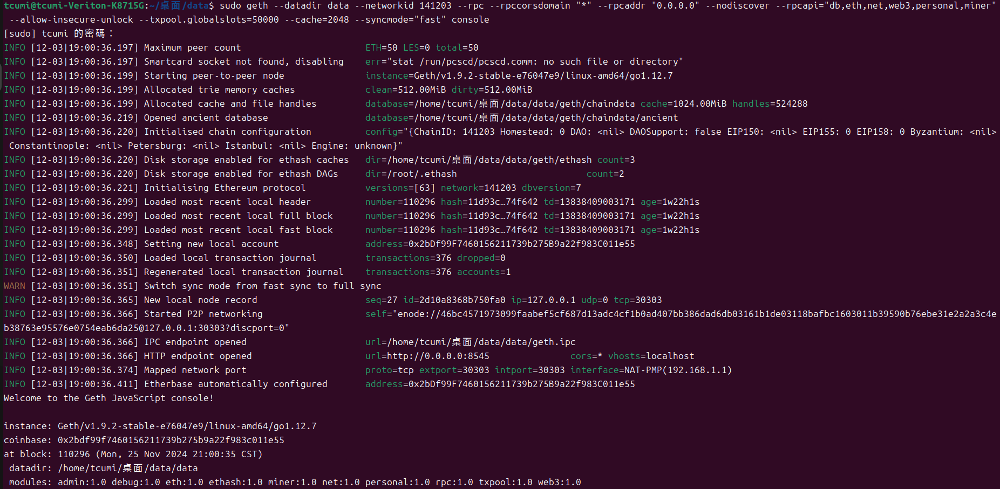 tcumi@tcumi-Veriton-K8715G:~/桌面/data$ sudo geth --datadir data --networkid 141203 --rpc --rpccorsdomain "*" --rpcaddr "0.0.0.0" --nodiscover --rpcapi="db,eth,net,web3,personal,miner"
--allow-insecure-unlock --txpool.globalslots=50000 --cache=2048 --syncmode="fast" console
[sudo] tcumi 的密碼：
INFO [12-03|19:00:36.197] Maximum peer count ETH=50 LES=0 total=50
INFO [12-03|19:00:36.197] Smartcard socket not found, disabling err="stat /run/pcscd/pcscd.comm: no such file or directory"
INFO [12-03|19:00:36.199] Starting peer-to-peer node instance=Geth/v1.9.2-stable-e76047e9/linux-amd64/go1.12.7
INFO [12-03|19:00:36.199] Allocated trie memory caches clean=512.00MiB dirty=512.00MiB
INFO [12-03|19:00:36.199] Allocated cache and file handles database=/home/tcumi/桌面/data/data/geth/chaindata cache=1024.00MiB handles=524288
INFO [12-03|19:00:36.219] Opened ancient database database=/home/tcumi/桌面/data/data/geth/chaindata/ancient
INFO [12-03|19:00:36.220] Initialised chain configuration config="{ChainID: 141203 Homestead: 0 DAO: <nil> DAOSupport: false EIP150: <nil> EIP155: 0 EIP158: 0 Byzantium: <nil>
Constantinople: <nil> Petersburg: <nil> Istanbul: <nil> Engine: unknown}"
INFO [12-03|19:00:36.220] Disk storage enabled for ethash caches dir=/home/tcumi/桌面/data/data/geth/ethash count=3
INFO [12-03|19:00:36.220] Disk storage enabled for ethash DAGs dir=/root/.ethash count=2
INFO [12-03|19:00:36.221] Initialising Ethereum protocol versions=[63] network=141203 dbversion=7
INFO [12-03|19:00:36.299] Loaded most recent local header number=110296 hash=11d93c…74f642 td=13838409003171 age=1w22h1s
INFO [12-03|19:00:36.299] Loaded most recent local full block number=110296 hash=11d93c…74f642 td=13838409003171 age=1w22h1s
INFO [12-03|19:00:36.299] Loaded most recent local fast block number=110296 hash=11d93c…74f642 td=13838409003171 age=1w22h1s
INFO [12-03|19:00:36.348] Setting new local account address=0x2bDf99F7460156211739b275B9a22f983C011e55
INFO [12-03|19:00:36.350] Loaded local transaction journal transactions=376 dropped=0
INFO [12-03|19:00:36.351] Regenerated local transaction journal transactions=376 accounts=1
WARN [12-03|19:00:36.351] Switch sync mode from fast sync to full sync
INFO [12-03|19:00:36.365] New local node record seq=27 id=2d10a8368b750fa0 ip=127.0.0.1 udp=0 tcp=30303
INFO [12-03|19:00:36.366] Started P2P networking self="enode://46bc4571973099faabef5cf687d13adc4cf1b0ad407bb386dad6db03161b1de03118bafbc1603011b39590b76ebe31e2a2a3c4e
b38763e95576e0754eab6da25@127.0.0.1:30303?discport=0"
INFO [12-03|19:00:36.366] IPC endpoint opened url=/home/tcumi/桌面/data/data/geth.ipc
INFO [12-03|19:00:36.366] HTTP endpoint opened url=http://0.0.0.0:8545 cors=* vhosts=localhost
INFO [12-03|19:00:36.374] Mapped network port proto=tcp extport=30303 intport=30303 interface=NAT-PMP(192.168.1.1)
INFO [12-03|19:00:36.411] Etherbase automatically configured address=0x2bDf99F7460156211739b275B9a22f983C011e55
Welcome to the Geth JavaScript console!
instance: Geth/v1.9.2-stable-e76047e9/linux-amd64/go1.12.7
coinbase: 0x2bdf99f7460156211739b275b9a22f983c011e55
at block: 110296 (Mon, 25 Nov 2024 21:00:35 CST)
datadir: /home/tcumi/桌面/data/data
modules: admin:1.0 debug:1.0 eth:1.0 ethash:1.0 miner:1.0 net:1.0 personal:1.0 rpc:1.0 txpool:1.0 web3:1.0